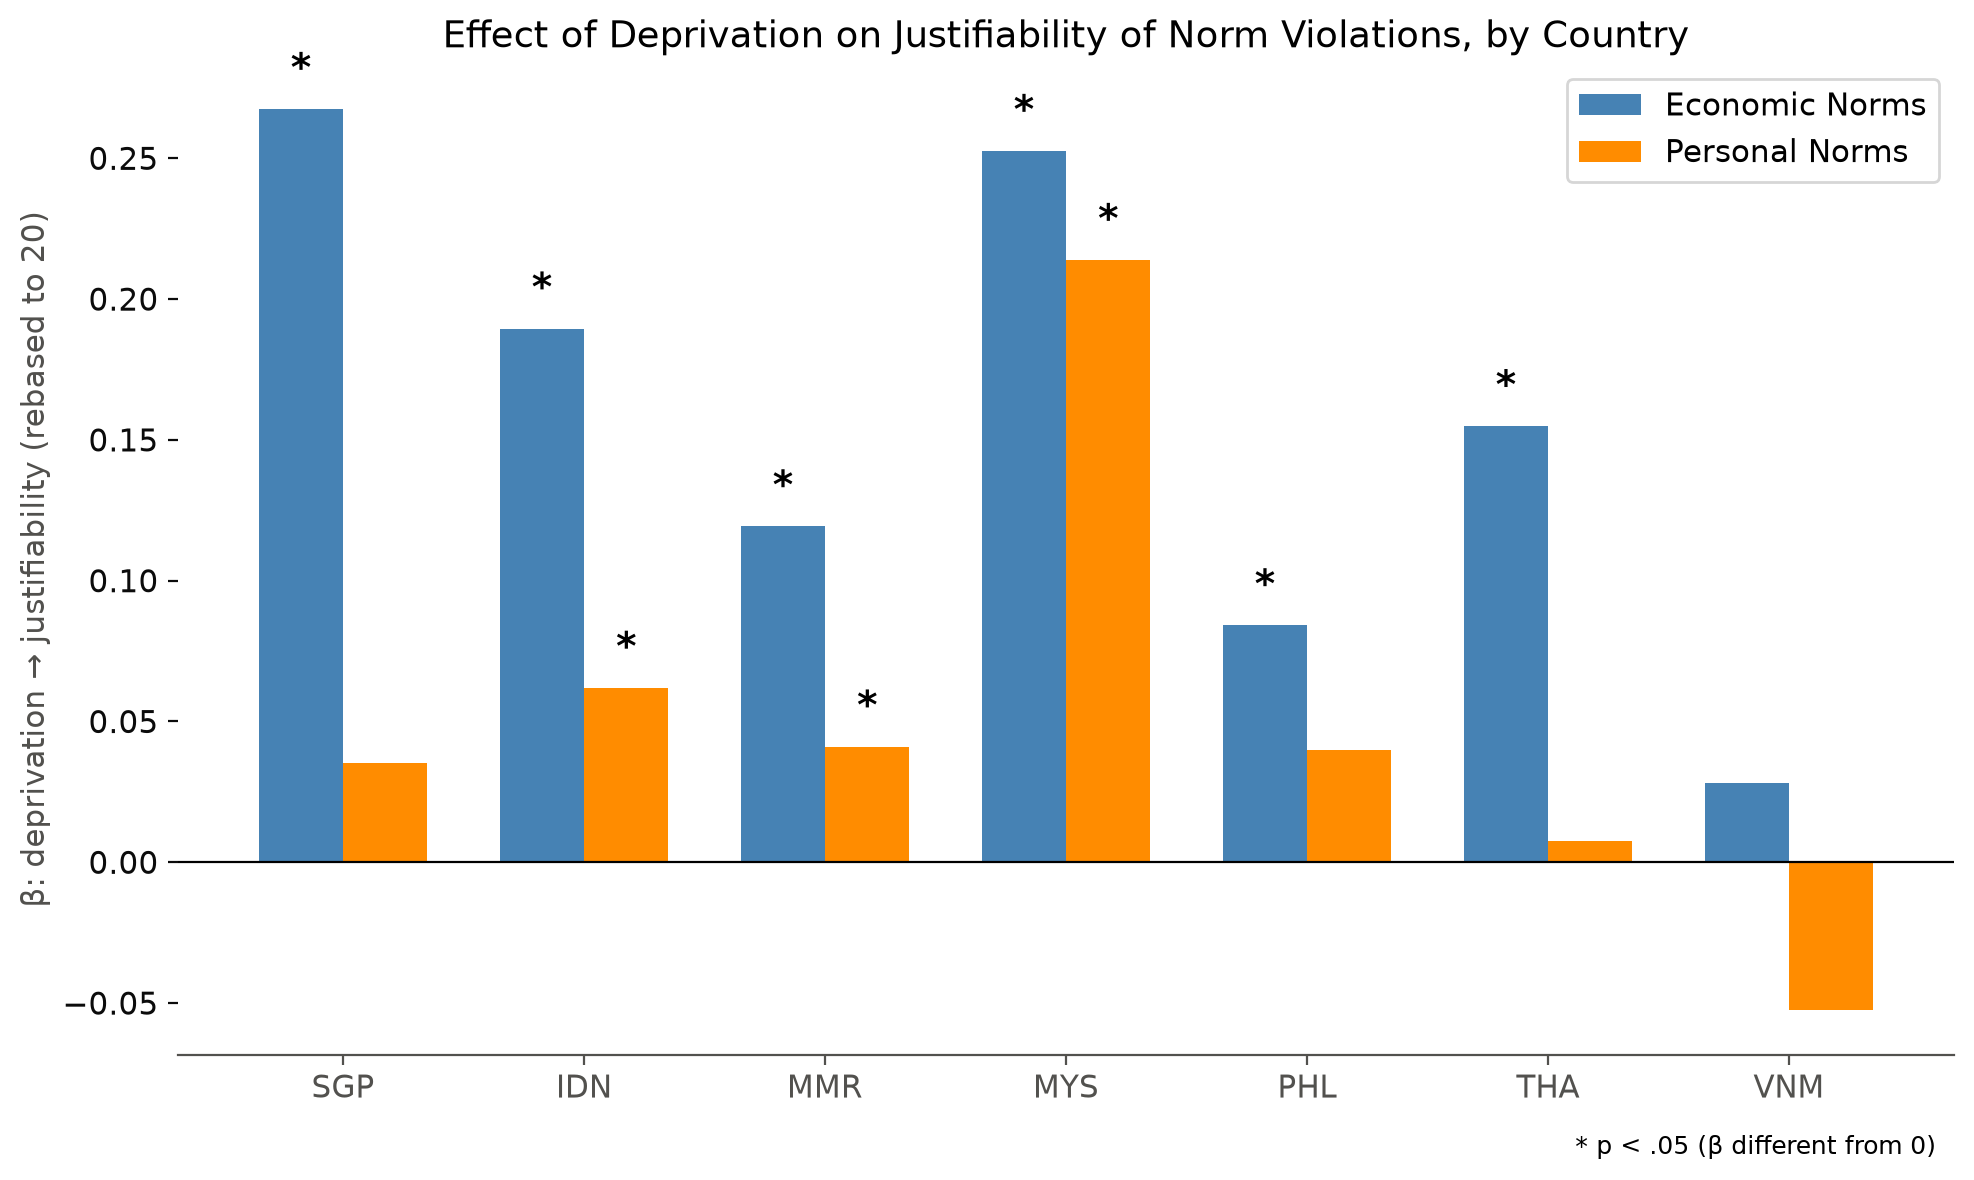 Effect of Deprivation on Justifiability of Norm Violations, by Country
Economic Norms
Personal Norms
β: deprivation → justifiability (rebased to 20)
0.25
0.20
0.15
0.10
0.05
0.00
−0.05
*
*
*
*
*
*
*
*
*
SGP
IDN
MMR
MYS
PHL
THA
VNM
* p < .05 (β different from 0)